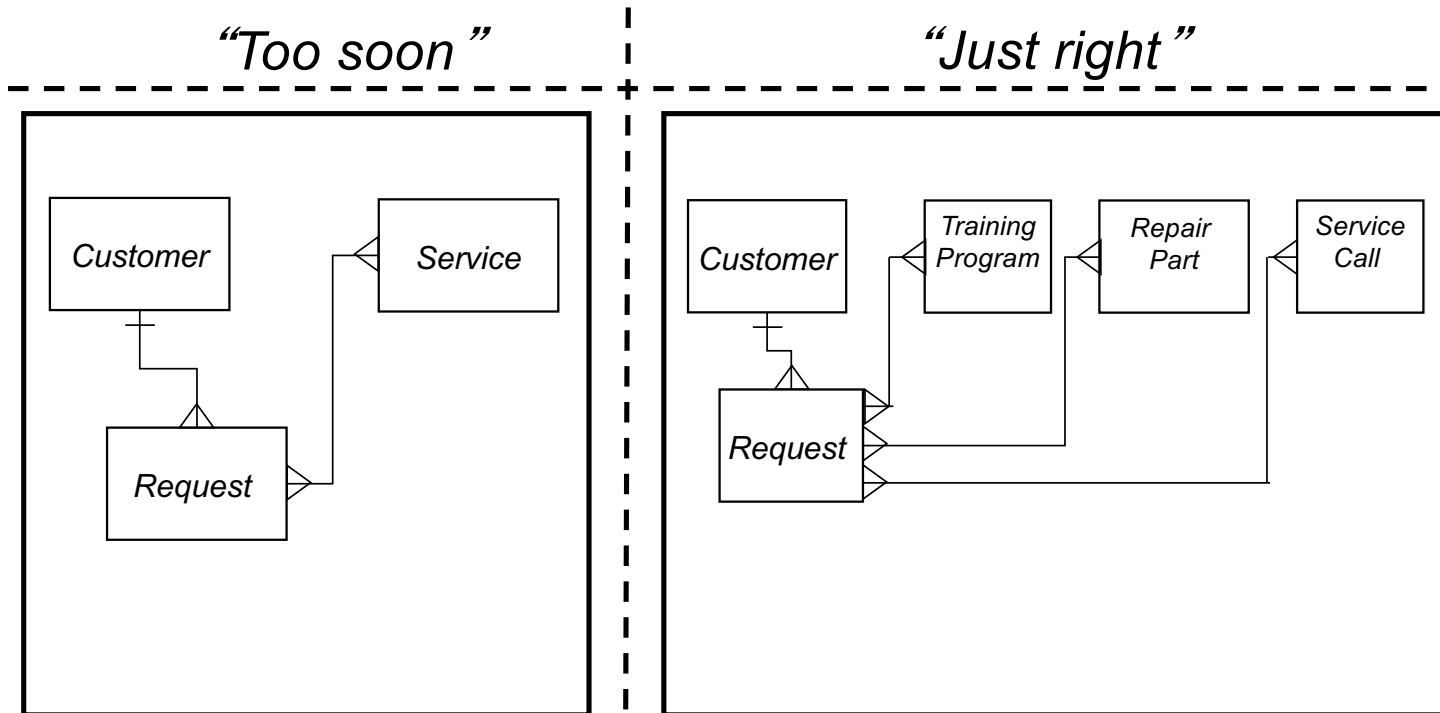 “Too soon”
“Just right”
Customer
Service
Request
Customer
Training
Program
Repair
Part
Service
Call
Request